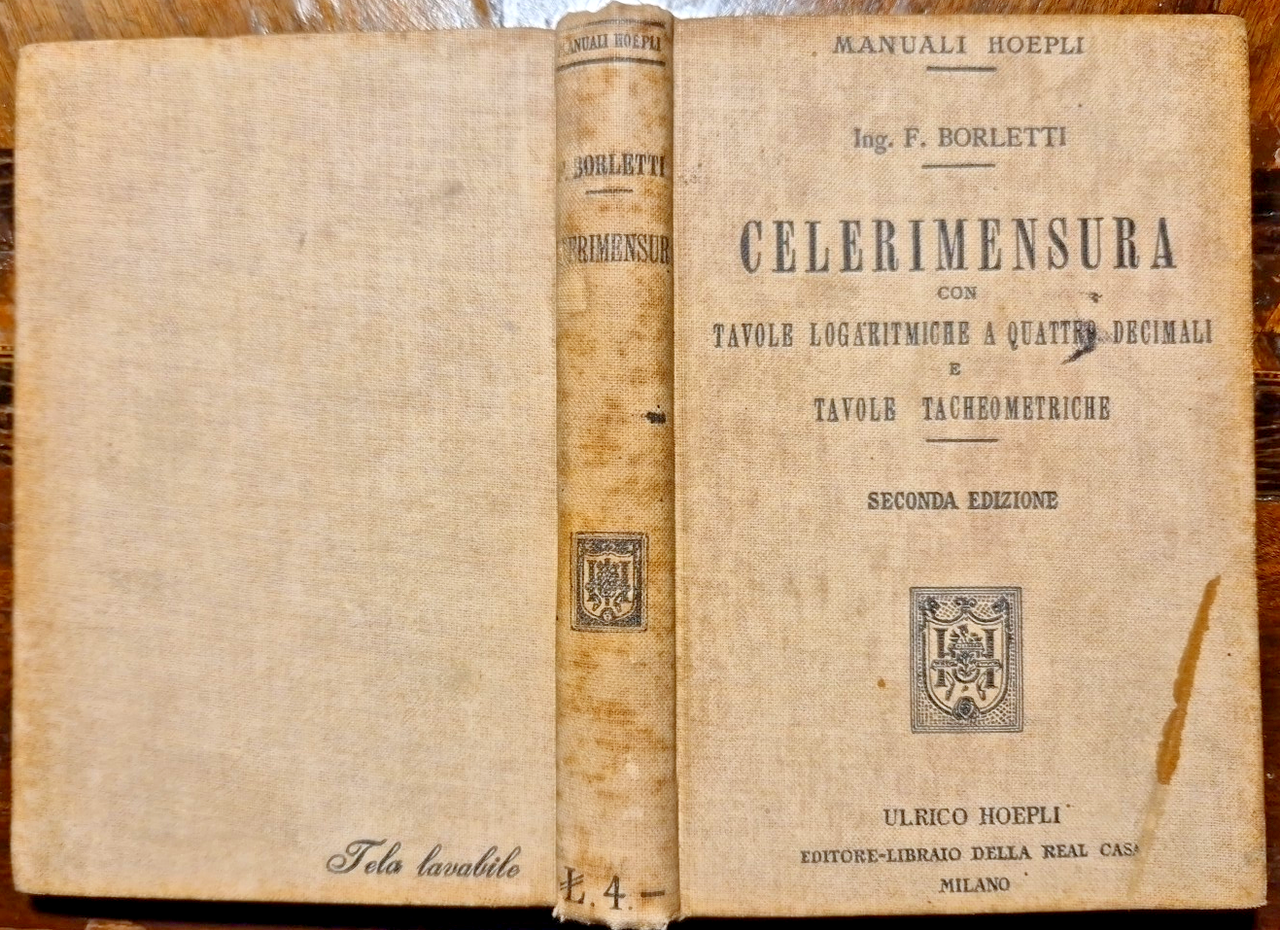 MANUALI HOEPLI
Ing. F. BORLETTI
CELERIMENSURA
CON
TAVOLE LOGARITMICHE A QUATTRO DECIMALI
E
TAVOLE TACHEOMETRICHE
SECONDA EDIZIONE
ULRICO HOEPLI
EDITORE-LIBRAIO DELLA REAL CASA
MILANO
MANUALI HOEPLI
F. BORLETTI
CELERIMENSURA
Ł. 4.—
Tela lavabile